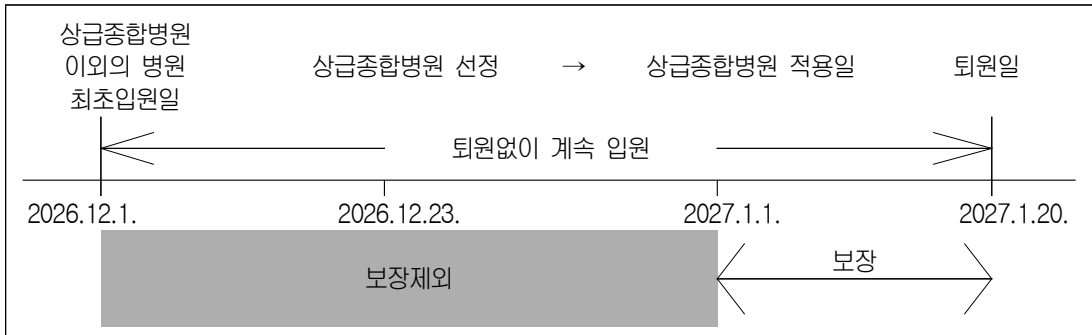 상급종합병원
이외의 병원
최초입원일
상급종합병원 선정 → 상급종합병원 적용일 퇴원일
퇴원없이 계속 입원
2026.12.1. 2026.12.23. 2027.1.1. 2027.1.20.
보장제외 보장